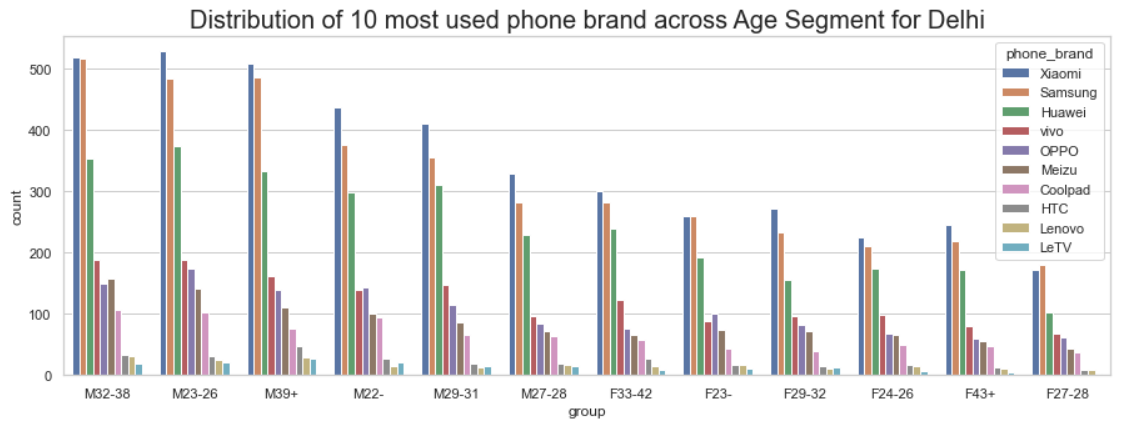 Distribution of 10 most used phone brand across Age Segment for Delhi
phone_brand
Xiaomi
Samsung
Huawei
vivo
OPPO
Meizu
Coolpad
HTC
Lenovo
LeTV
500
400
300
200
100
0
count
M32-38 M23-26 M39+ M22- M29-31 M27-28 F33-42 F23- F29-32 F24-26 F43+ F27-28
group